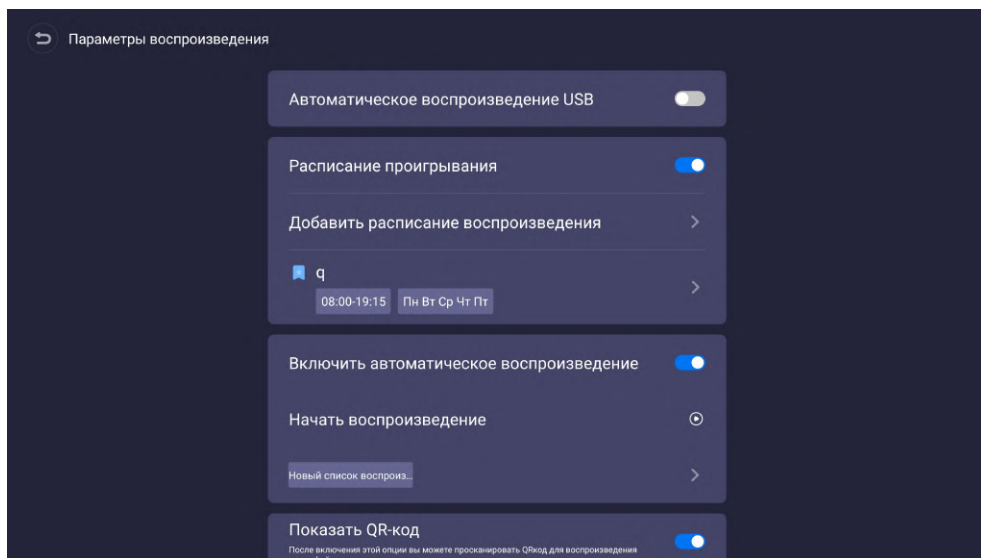 Параметры воспроизведения
Автоматическое воспроизведение USB
Расписание проигрывания
Добавить расписание воспроизведения
q
08:00-19:15 Пн Вт Ср Чт Пт
Включить автоматическое воспроизведение
Начать воспроизведение
Новый список воспроиз...
Показать QR-код
После включения этой опции вы можете просканировать QRкод для воспроизведения